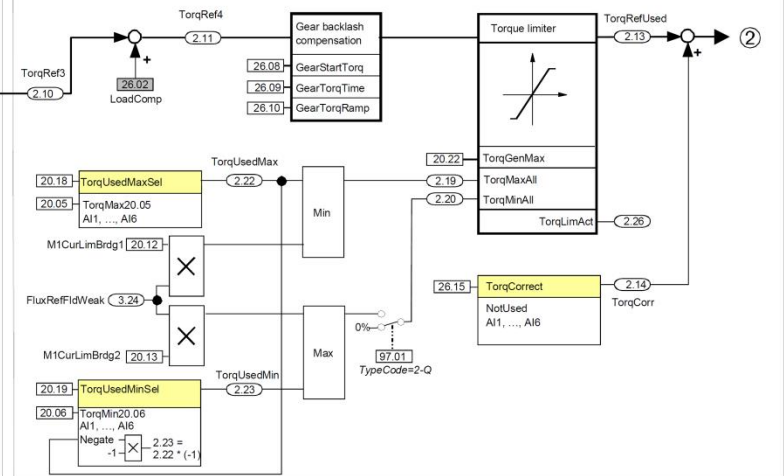 TorqRef4
2.11
Gear backlash
compensation
26.08 GearStartTorq
26.09 GearTorqTime
26.10 GearTorqRamp
Torque limiter
TorqRefUsed
2.13
+
2
TorqRef3
2.10
+
26.02
LoadComp
20.22 TorqGenMax
2.19 TorqMaxAll
2.20 TorqMinAll
TorqLimAct 2.26
20.18 TorqUsedMaxSel
TorqUsedMax
2.22
20.05 TorqMax20.05
AI1, ..., AI6
Min
M1CurLimBrdg1 20.12
×
FluxRefFldWeak 3.24
×
M1CurLimBrdg2 20.13
Max
0%
97.01
TypeCode=2-Q
26.15 TorqCorrect
NotUsed
AI1, ..., AI6
2.14
TorqCorr
20.19 TorqUsedMinSel
TorqUsedMin
2.23
20.06 TorqMin20.06
AI1, ..., AI6
Negate
-1
×
2.23 =
2.22 * (-1)